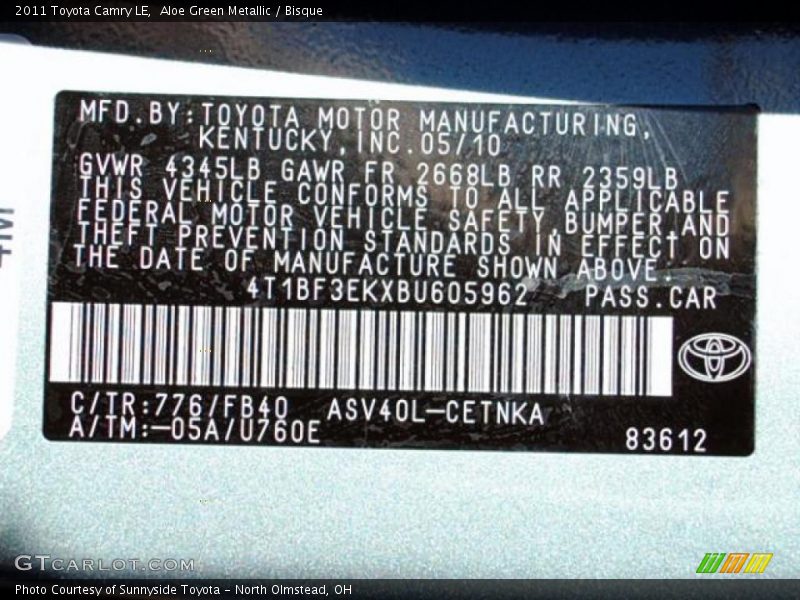 2011 Toyota Camry LE,  Aloe Green Metallic / Bisque
MFD.BY:TOYOTA MOTOR MANUFACTURING,
KENTUCKY,INC.05/10
GVWR 4345LB GAWR FR 2668LB RR 2359LB
THIS VEHICLE CONFORMS TO ALL APPLICABLE
FEDERAL MOTOR VEHICLE SAFETY,BUMPER,AND
THEFT PREVENTION STANDARDS IN EFFECT ON
THE DATE OF MANUFACTURE SHOWN ABOVE
4T1BF3EKXBU605962 PASS.CAR
C/TR:776/FB40 ASV40L-CETNKA
A/TM:-05A/U760E
83612
GTCarlot.com
Photo Courtesy of Sunnyside Toyota - North Olmstead, OH